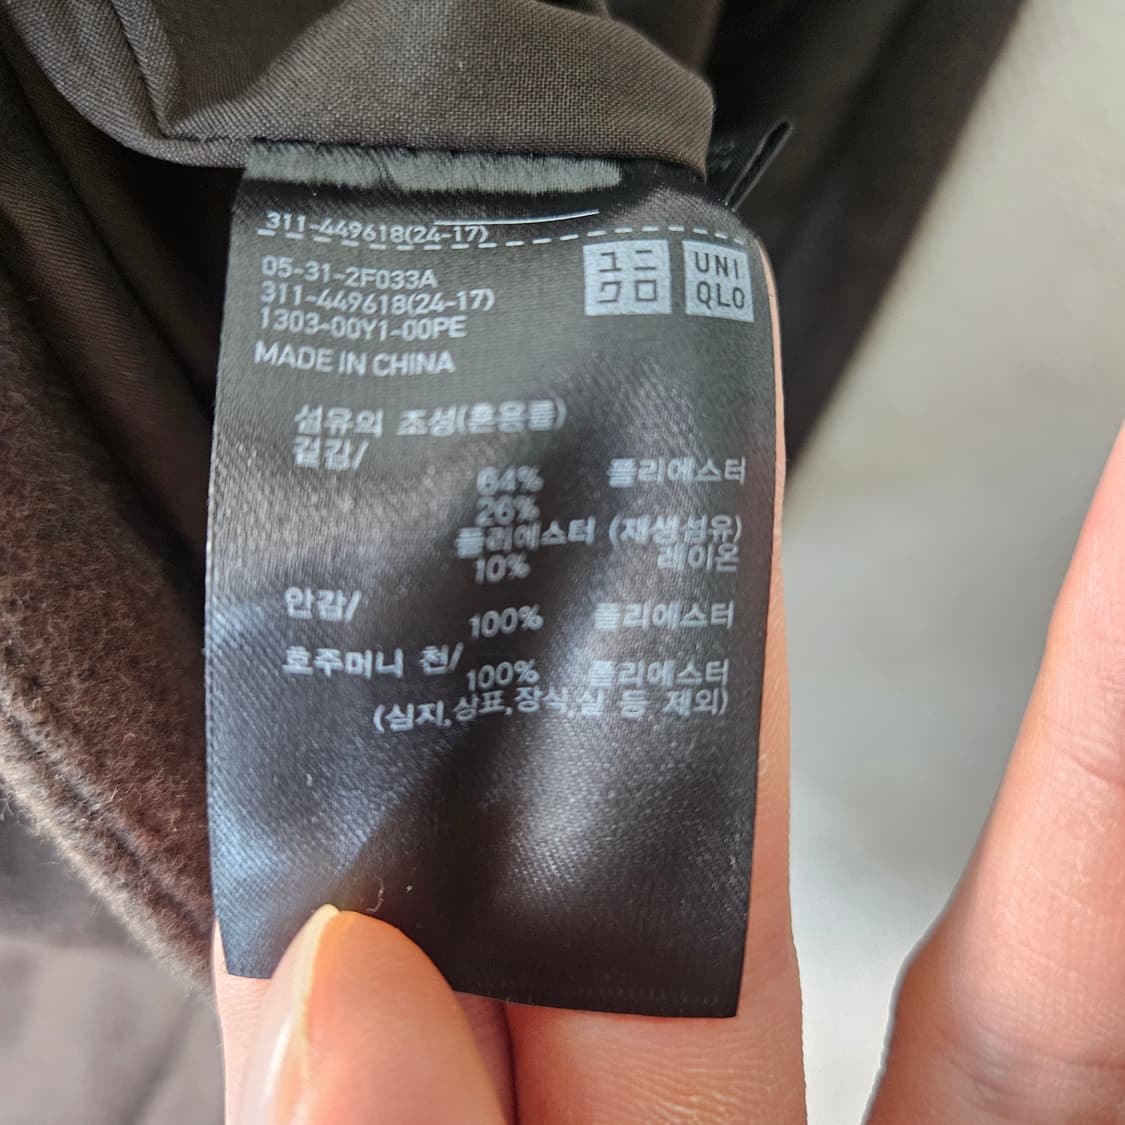 311-449618(24-17)
유니
クロ
UNI
QLO
05-31-2F033A
311-449618(24-17)
1303-00Y1-00PE
MADE IN CHINA
섬유의 조성(혼용률)
겉감/
64% 폴리에스터
26%
폴리에스터 (재생섬유)
10% 레이온
안감/
100% 폴리에스터
호주머니 천/
100% 폴리에스터
(심지,상표,장식,실 등 제외)